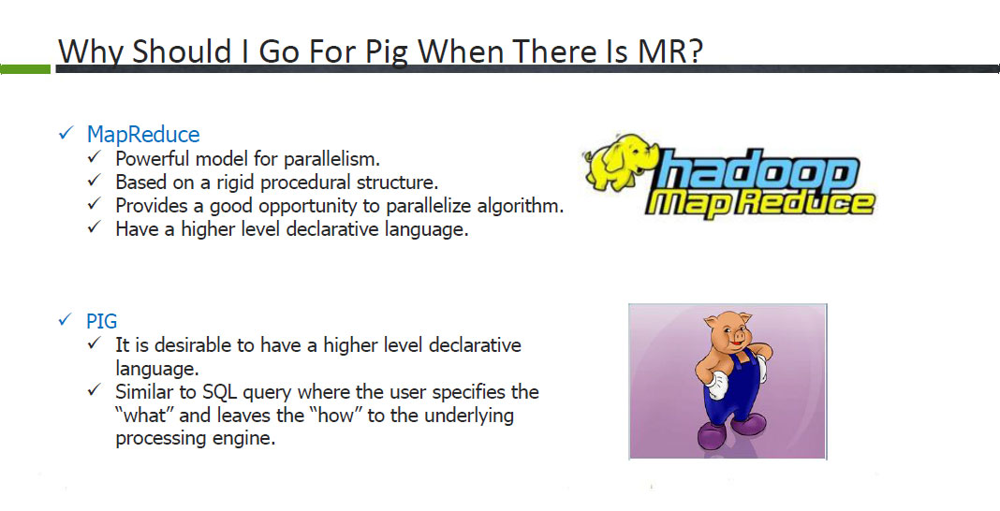 Why Should I Go For Pig When There Is MR?
MapReduce
Powerful model for parallelism.
Based on a rigid procedural structure.
Provides a good opportunity to parallelize algorithm.
Have a higher level declarative language.
hadoop
Map Reduce
PIG
It is desirable to have a higher level declarative
language.
Similar to SQL query where the user specifies the
“what” and leaves the “how” to the underlying
processing engine.